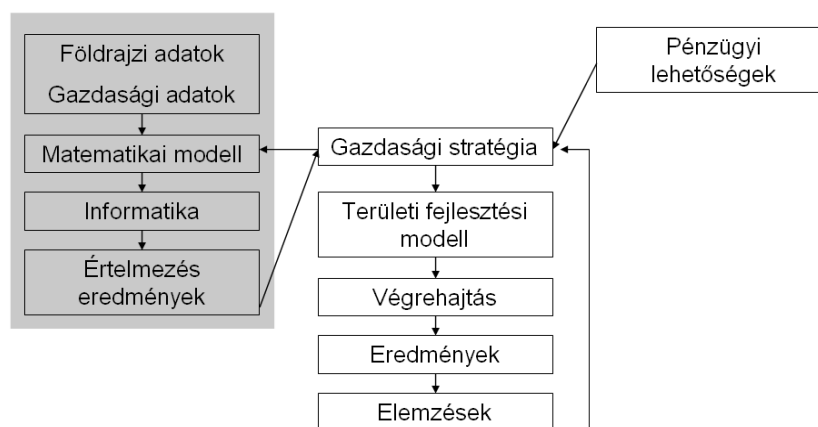 Földrajzi adatok
Gazdasági adatok
Matematikai modell
Informatika
Értelmezés
eredmények
Pénzügyi
lehetőségek
Gazdasági stratégia
Területi fejlesztési
modell
Végrehajtás
Eredmények
Elemzések